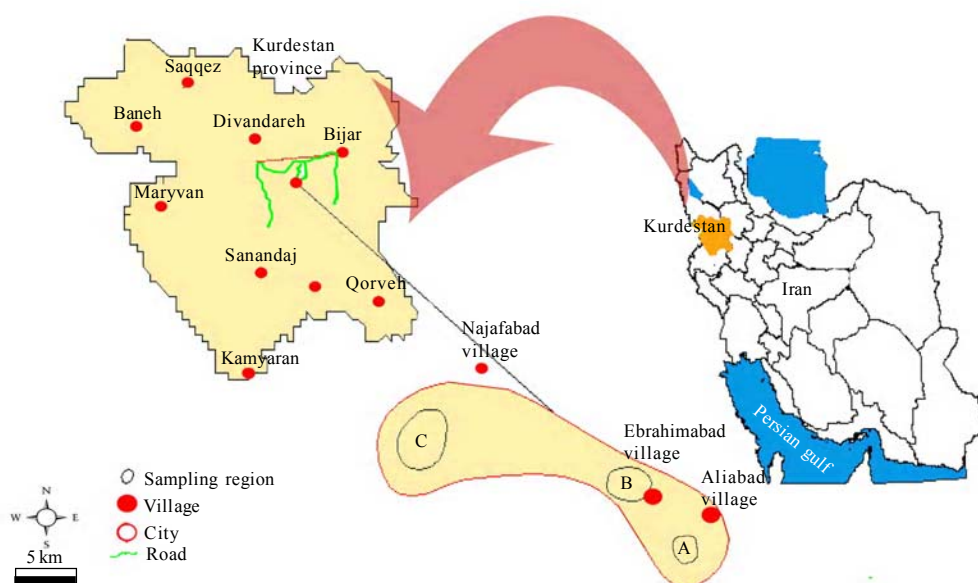 Kurdestan
province
Saqqez
Baneh
Divandareh
Bijar
Maryvan
Sanandaj
Qorveh
Kamyaran
Kurdestan
Iran
Persian gulf
Najafabad
village
C
Ebrahimabad
village
B
Aliabad
village
A
Sampling region
Village
City
Road
N
W
E
S
5 km